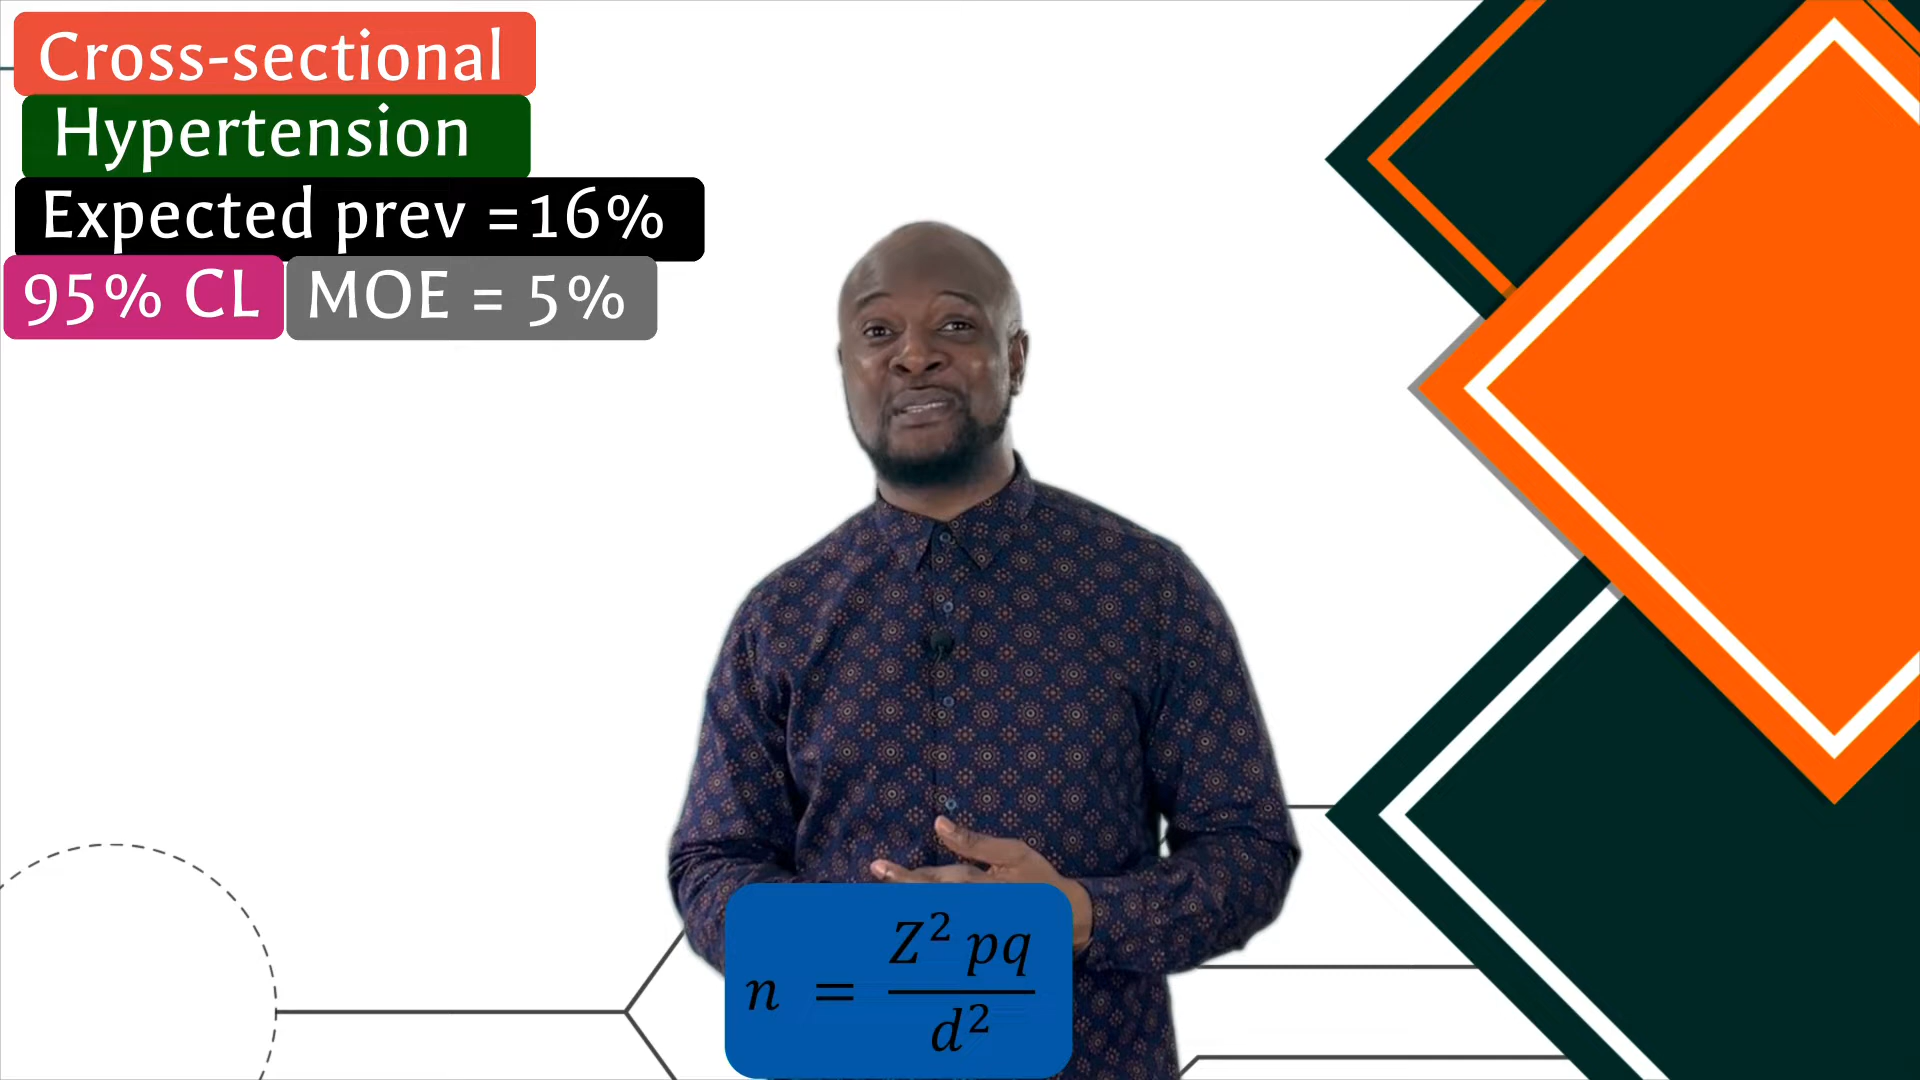 Cross-sectional
Hypertension
Expected prev =16%
95% CL MOE = 5%
n = Z² pq / d²